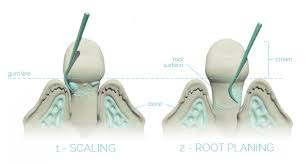 root
surface
crown
gum line
bone
1 - SCALING
2 - ROOT PLANING